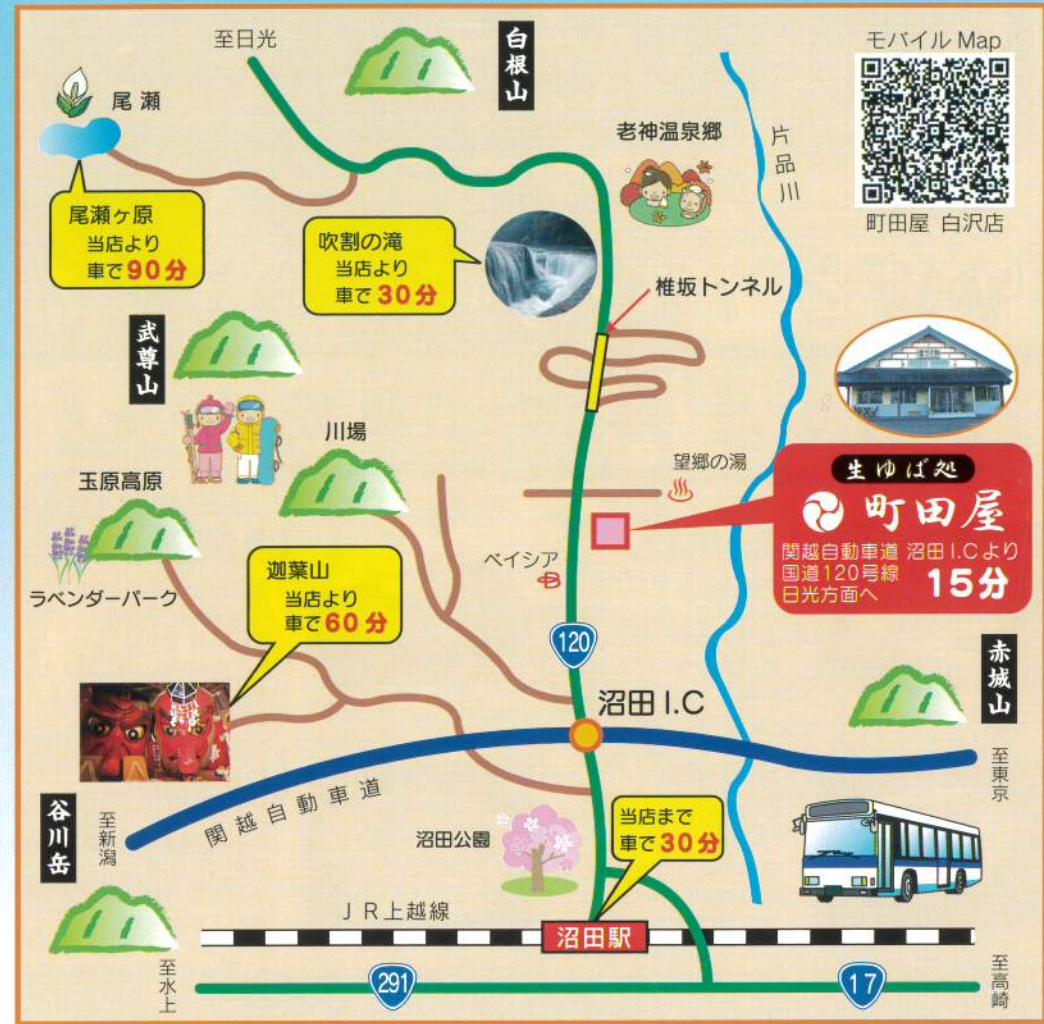 至日光
白根山
モバイル Map
町田屋 白沢店
尾瀬
老神温泉郷
片品川
尾瀬ヶ原
当店より
車で90分
吹割の滝
当店より
車で30分
椎坂トンネル
武尊山
川場
望郷の湯
玉原高原
生ゆば処
町田屋
関越自動車道 沼田I.Cより
国道120号線
日光方面へ
15分
ベイシア
ラベンダーパーク
迦葉山
当店より
車で60分
120
沼田I.C
赤城山
至東京
谷川岳
至新潟
関越自動車道
沼田公園
当店まで
車で30分
JR上越線
沼田駅
至水上
291
17
至高崎